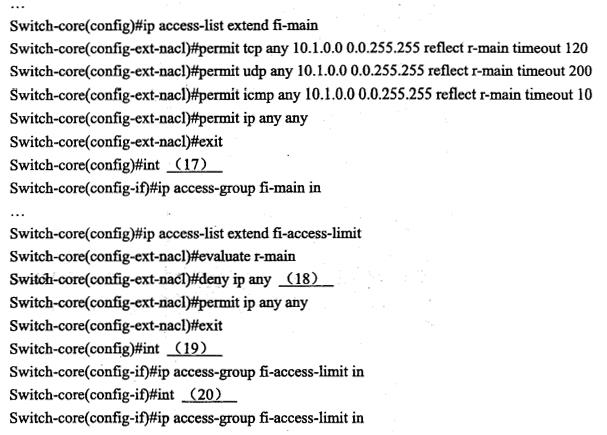 ...
Switch-core(config)#ip access-list extend fi-main
Switch-core(config-ext-nacl)#permit tcp any 10.1.0.0 0.0.255.255 reflect r-main timeout 120
Switch-core(config-ext-nacl)#permit udp any 10.1.0.0 0.0.255.255 reflect r-main timeout 200
Switch-core(config-ext-nacl)#permit icmp any 10.1.0.0 0.0.255.255 reflect r-main timeout 10
Switch-core(config-ext-nacl)#permit ip any any
Switch-core(config-ext-nacl)#exit
Switch-core(config)#int （17）
Switch-core(config-if)#ip access-group fi-main in
...
Switch-core(config)#ip access-list extend fi-access-limit
Switch-core(config-ext-nacl)#evaluate r-main
Switch-core(config-ext-nacl)#deny ip any （18）
Switch-core(config-ext-nacl)#permit ip any any
Switch-core(config-ext-nacl)#exit
Switch-core(config)#int （19）
Switch-core(config-if)#ip access-group fi-access-limit in
Switch-core(config-if)#int （20）
Switch-core(config-if)#ip access-group fi-access-limit in